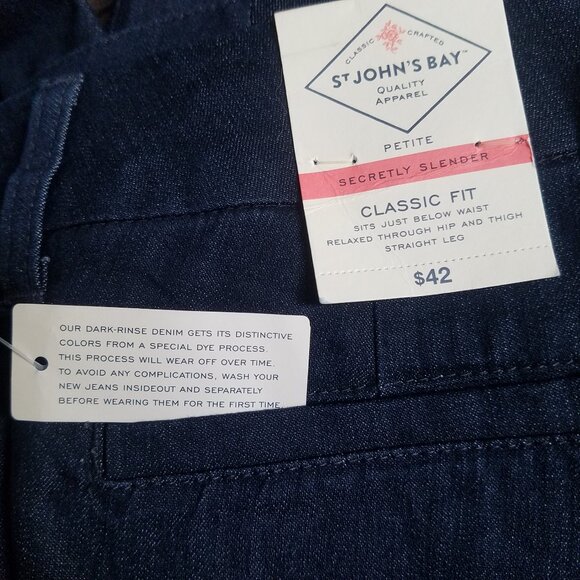 CLASSIC CRAFTED
ST JOHN'S BAY™
QUALITY
APPAREL
PETITE
SECRETLY SLENDER
CLASSIC FIT
SITS JUST BELOW WAIST
RELAXED THROUGH HIP AND THIGH
STRAIGHT LEG
$42
OUR DARK-RINSE DENIM GETS ITS DISTINCTIVE
COLORS FROM A SPECIAL DYE PROCESS.
THIS PROCESS WILL WEAR OFF OVER TIME.
TO AVOID ANY COMPLICATIONS, WASH YOUR
NEW JEANS INSIDEOUT AND SEPARATELY
BEFORE WEARING THEM FOR THE FIRST TIME.